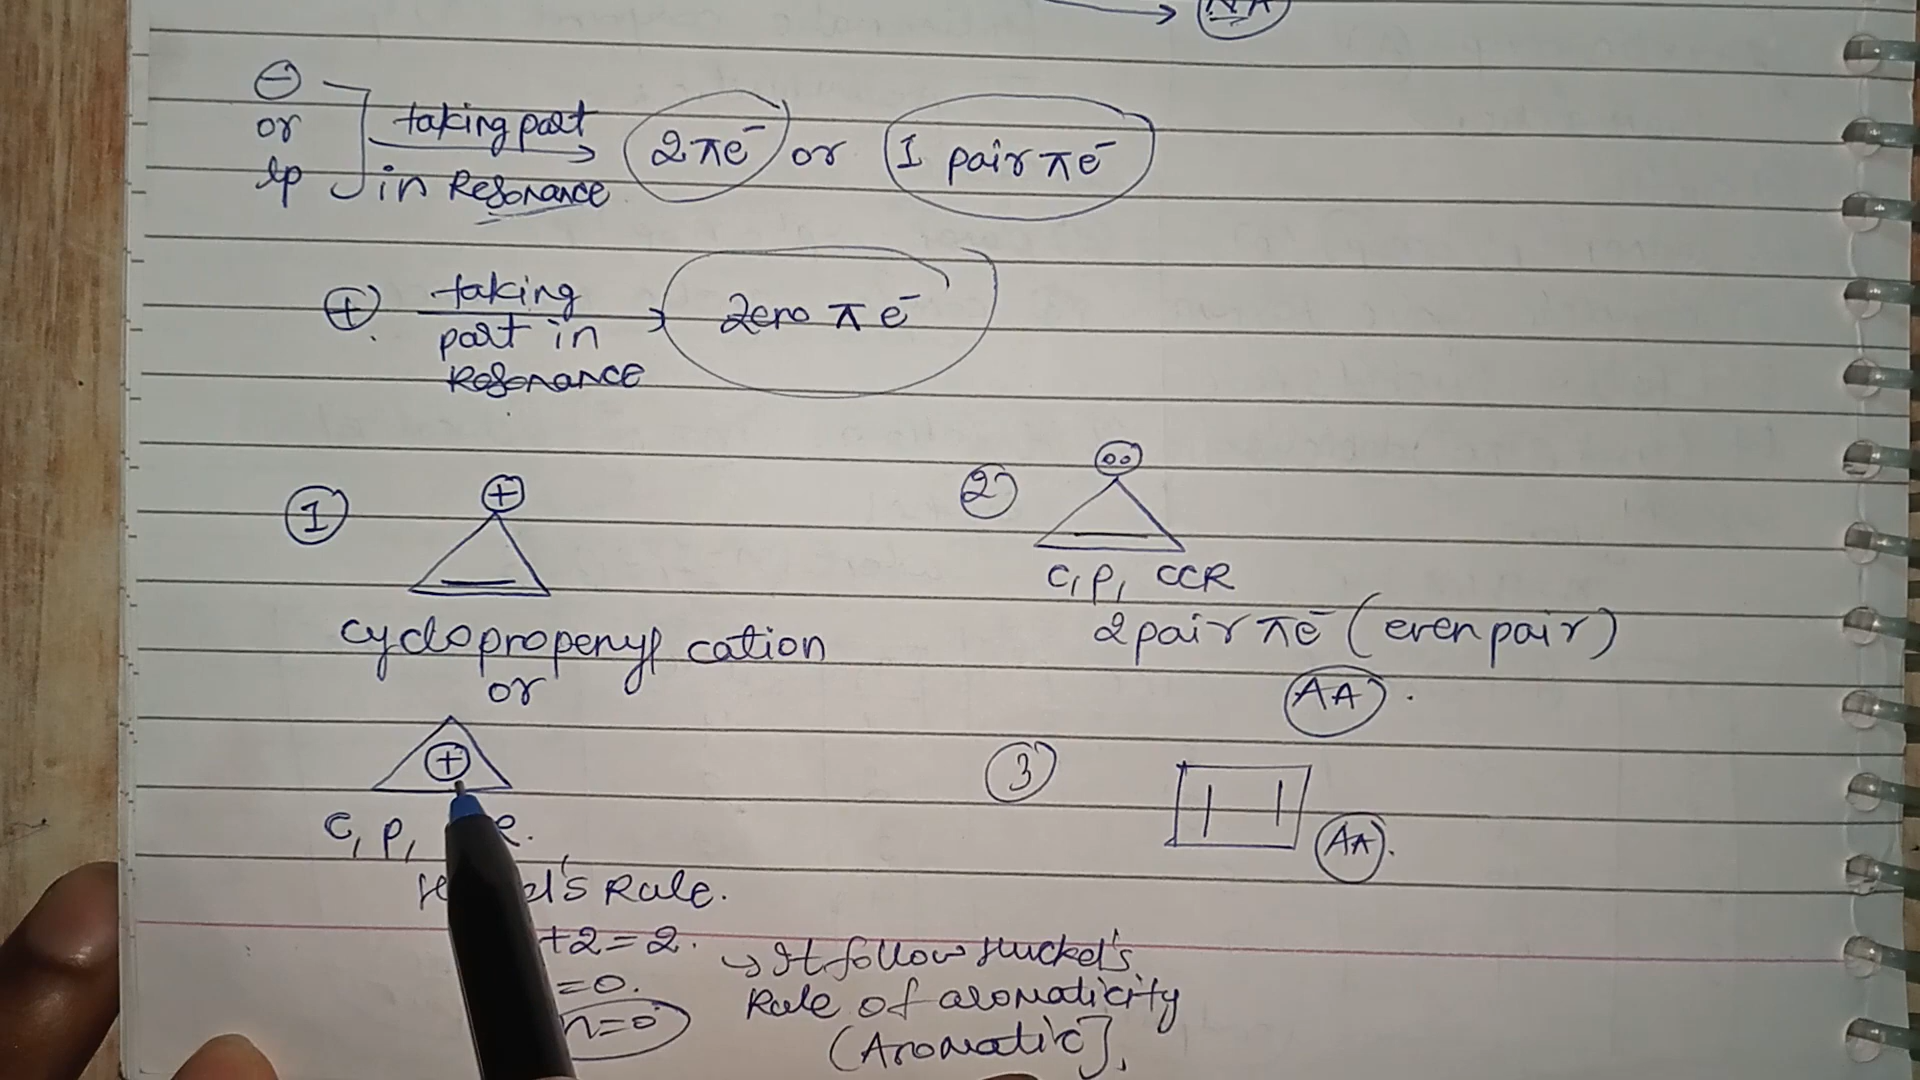 ⊖
or
lp
taking part
in Resonance
2πe⁻ or 1 pair πe⁻
⊕ taking
part in
Resonance
Zero π e⁻
1
+
2
C, P, CCR
2 pair πe⁻ (even pair)
AA.
cyclopropenyl cation
or
+
3
AA.
C, P,
Rule.
+2=2.
=0.
n=0
→ It follow Huckel's
Rule of aromaticity
(Aromatic),